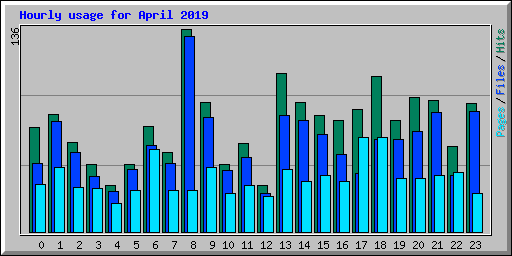 Hourly usage for April 2019
136
Pages/Files/Hits
0 1 2 3 4 5 6 7 8 9 10 11 12 13 14 15 16 17 18 19 20 21 22 23